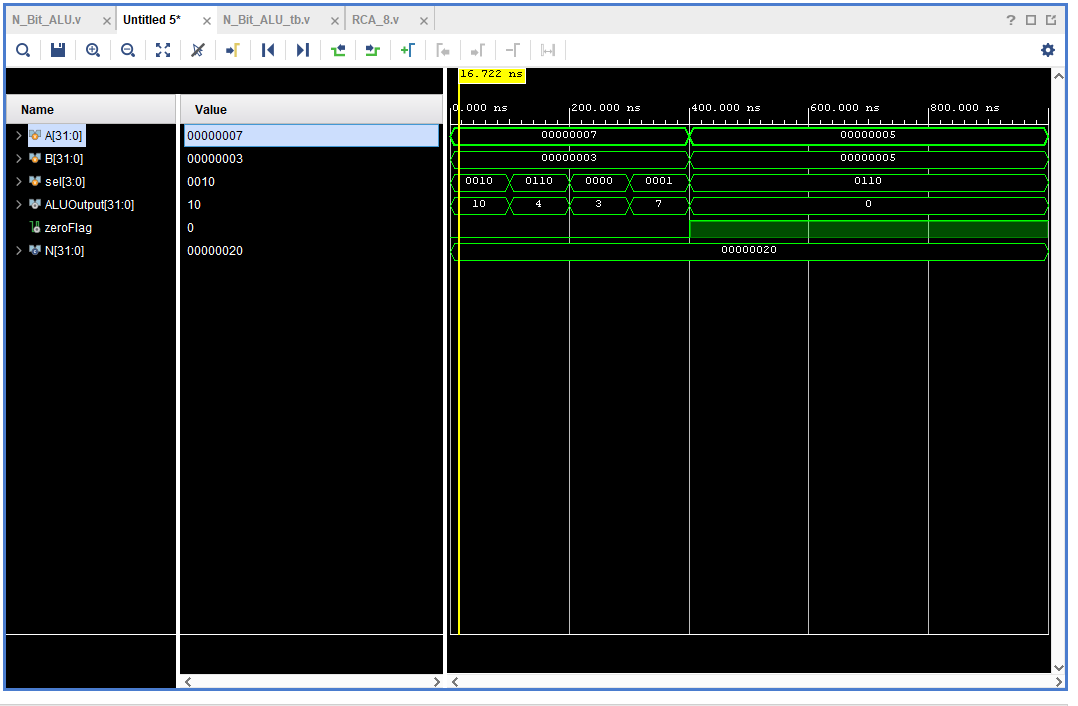 N_Bit_ALU.v × Untitled 5* × N_Bit_ALU_tb.v × RCA_8.v × ?
16.722 ns
Name Value
0.000 ns 200.000 ns 400.000 ns 600.000 ns 800.000 ns
A[31:0] 00000007 00000007 00000005
B[31:0] 00000003 00000003 00000005
sel[3:0] 0010 0010 0110 0000 0001 0110
ALUOutput[31:0] 10 10 4 3 7 0
zeroFlag 0
N[31:0] 00000020 00000020